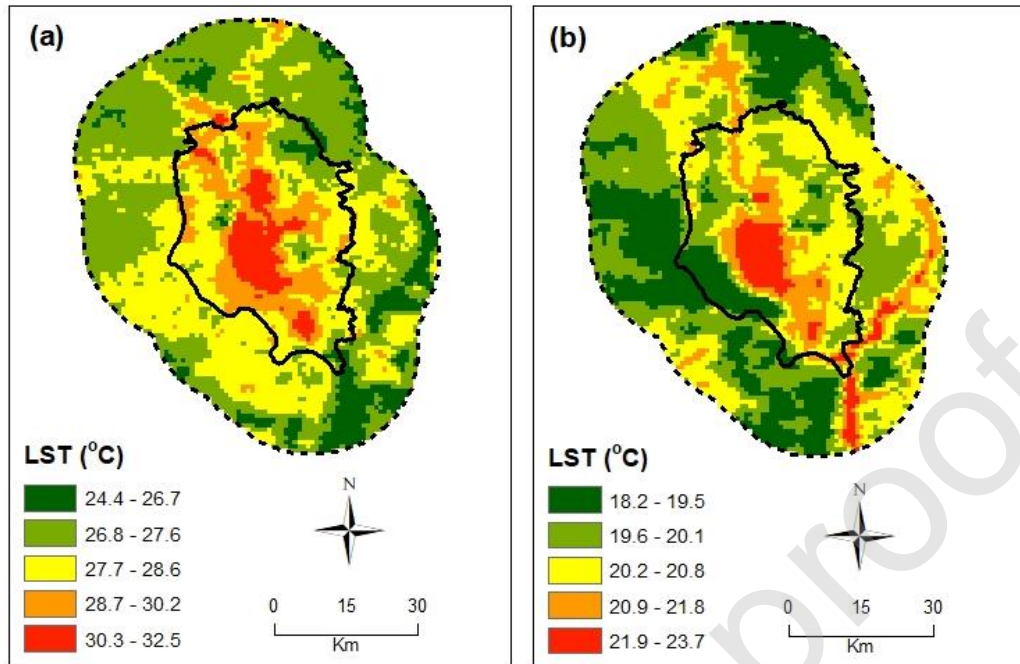 (a)
LST (°C)
24.4 - 26.7
26.8 - 27.6
27.7 - 28.6
28.7 - 30.2
30.3 - 32.5
N
0 15 30
Km
(b)
LST (°C)
18.2 - 19.5
19.6 - 20.1
20.2 - 20.8
20.9 - 21.8
21.9 - 23.7
N
0 15 30
Km
proof